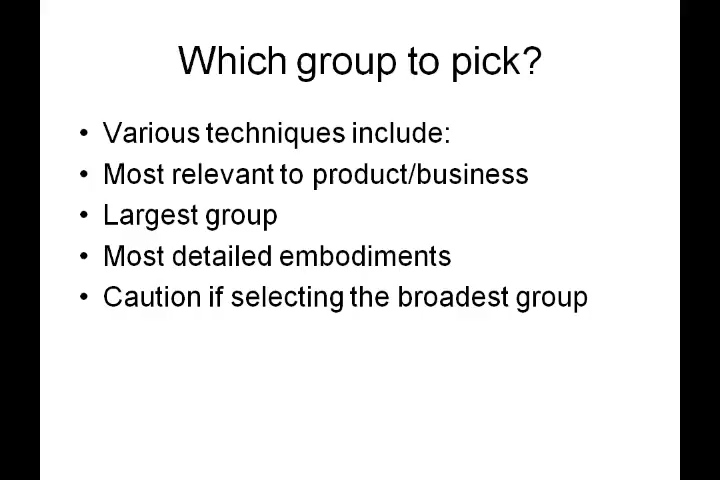 Which group to pick?
• Various techniques include:
• Most relevant to product/business
• Largest group
• Most detailed embodiments
• Caution if selecting the broadest group